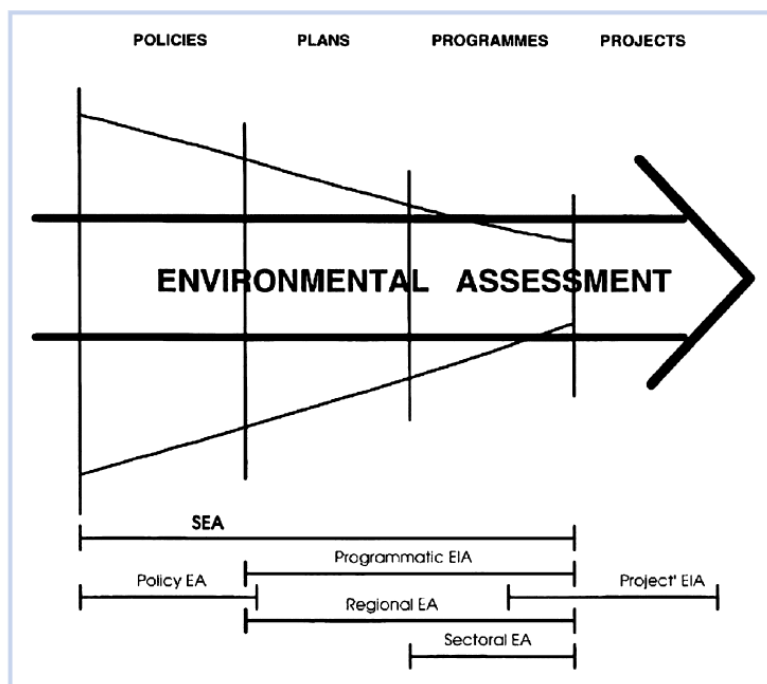 POLICIES PLANS PROGRAMMES PROJECTS
ENVIRONMENTAL ASSESSMENT
SEA
Programmatic EIA
Policy EA Project' EIA
Regional EA
Sectoral EA